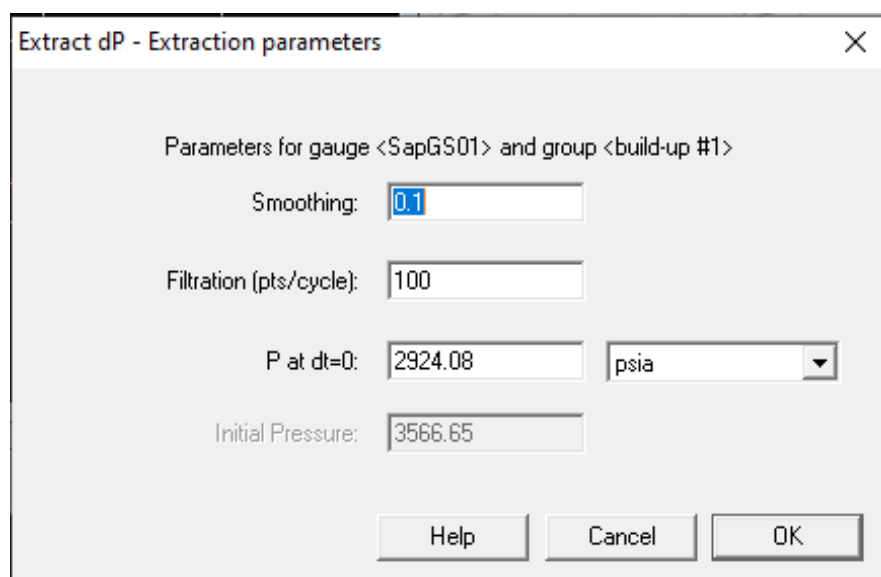 Extract dP - Extraction parameters
Parameters for gauge <SapGS01> and group <build-up #1>
Smoothing: 0.1
Filtration (pts/cycle): 100
P at dt=0: 2924.08 psia
Initial Pressure: 3566.65
Help Cancel OK